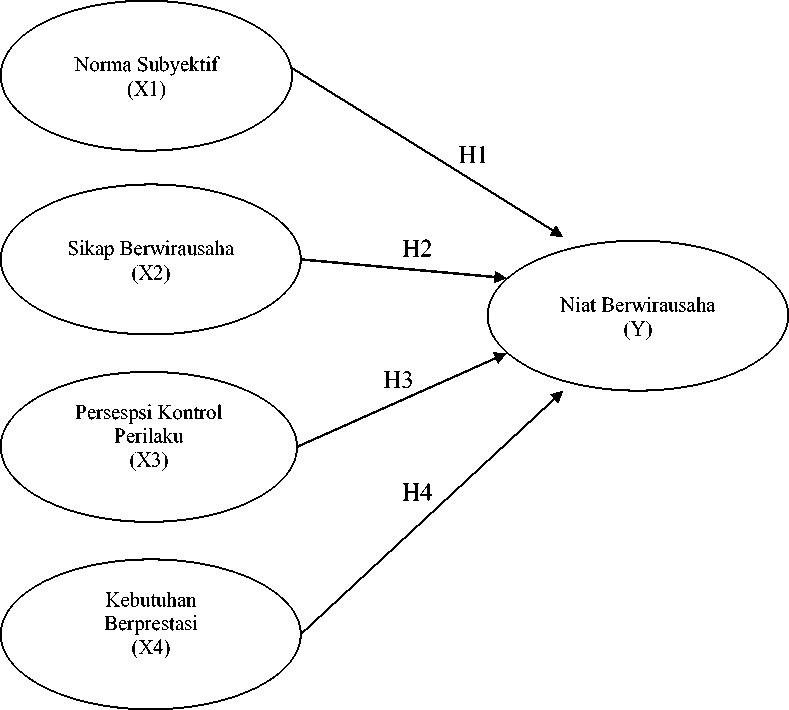 Norma Subyektif
(X1)
H1
Sikap Berwirausaha
(X2)
H2
Niat Berwirausaha
(Y)
H3
Persespsi Kontrol
Perilaku
(X3)
H4
Kebutuhan
Berprestasi
(X4)